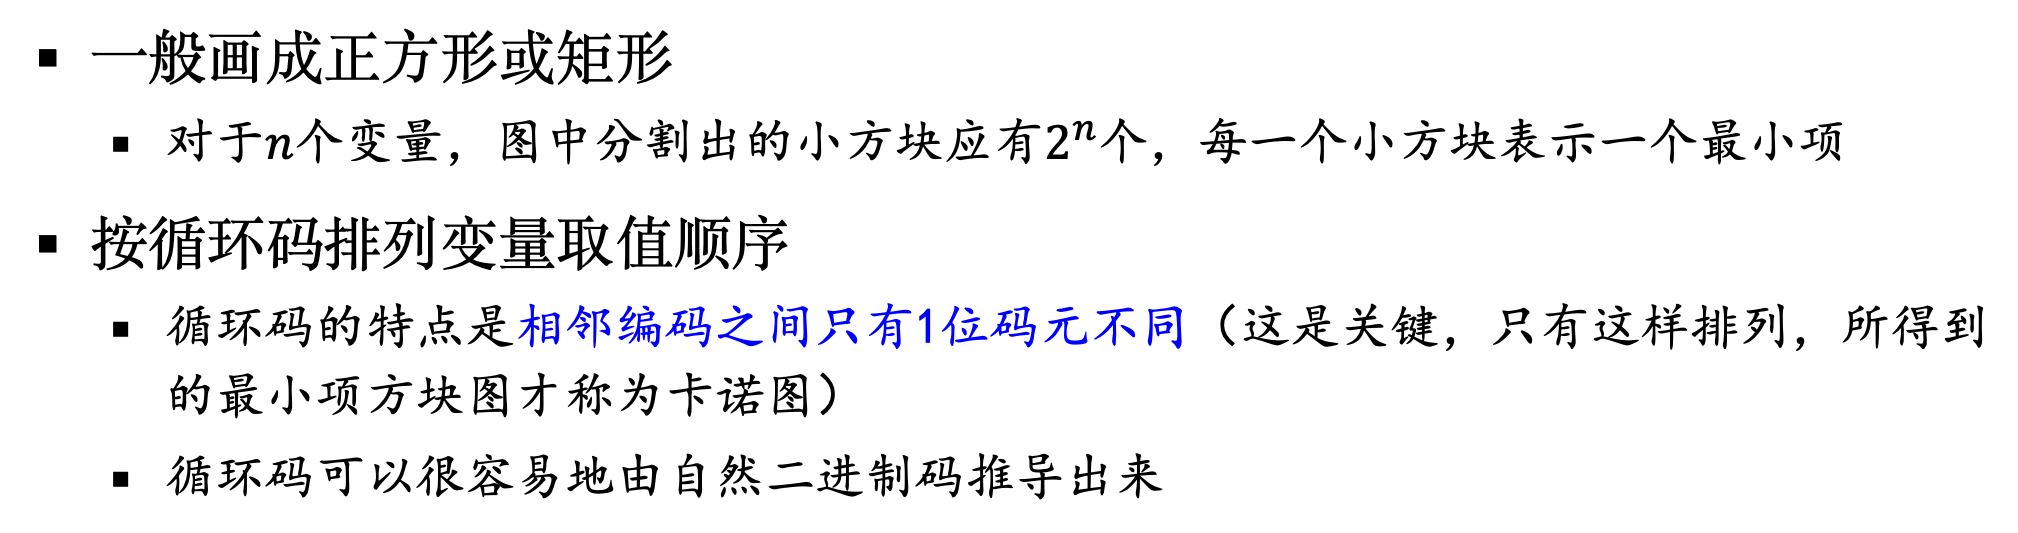 ▪ 一般画成正方形或矩形
▪ 对于n个变量，图中分割出的小方块应有2ⁿ个，每一个小方块表示一个最小项
▪ 按循环码排列变量取值顺序
▪ 循环码的特点是相邻编码之间只有1位码元不同（这是关键，只有这样排列，所得到
的最小项方块图才称为卡诺图）
▪ 循环码可以很容易地由自然二进制码推导出来